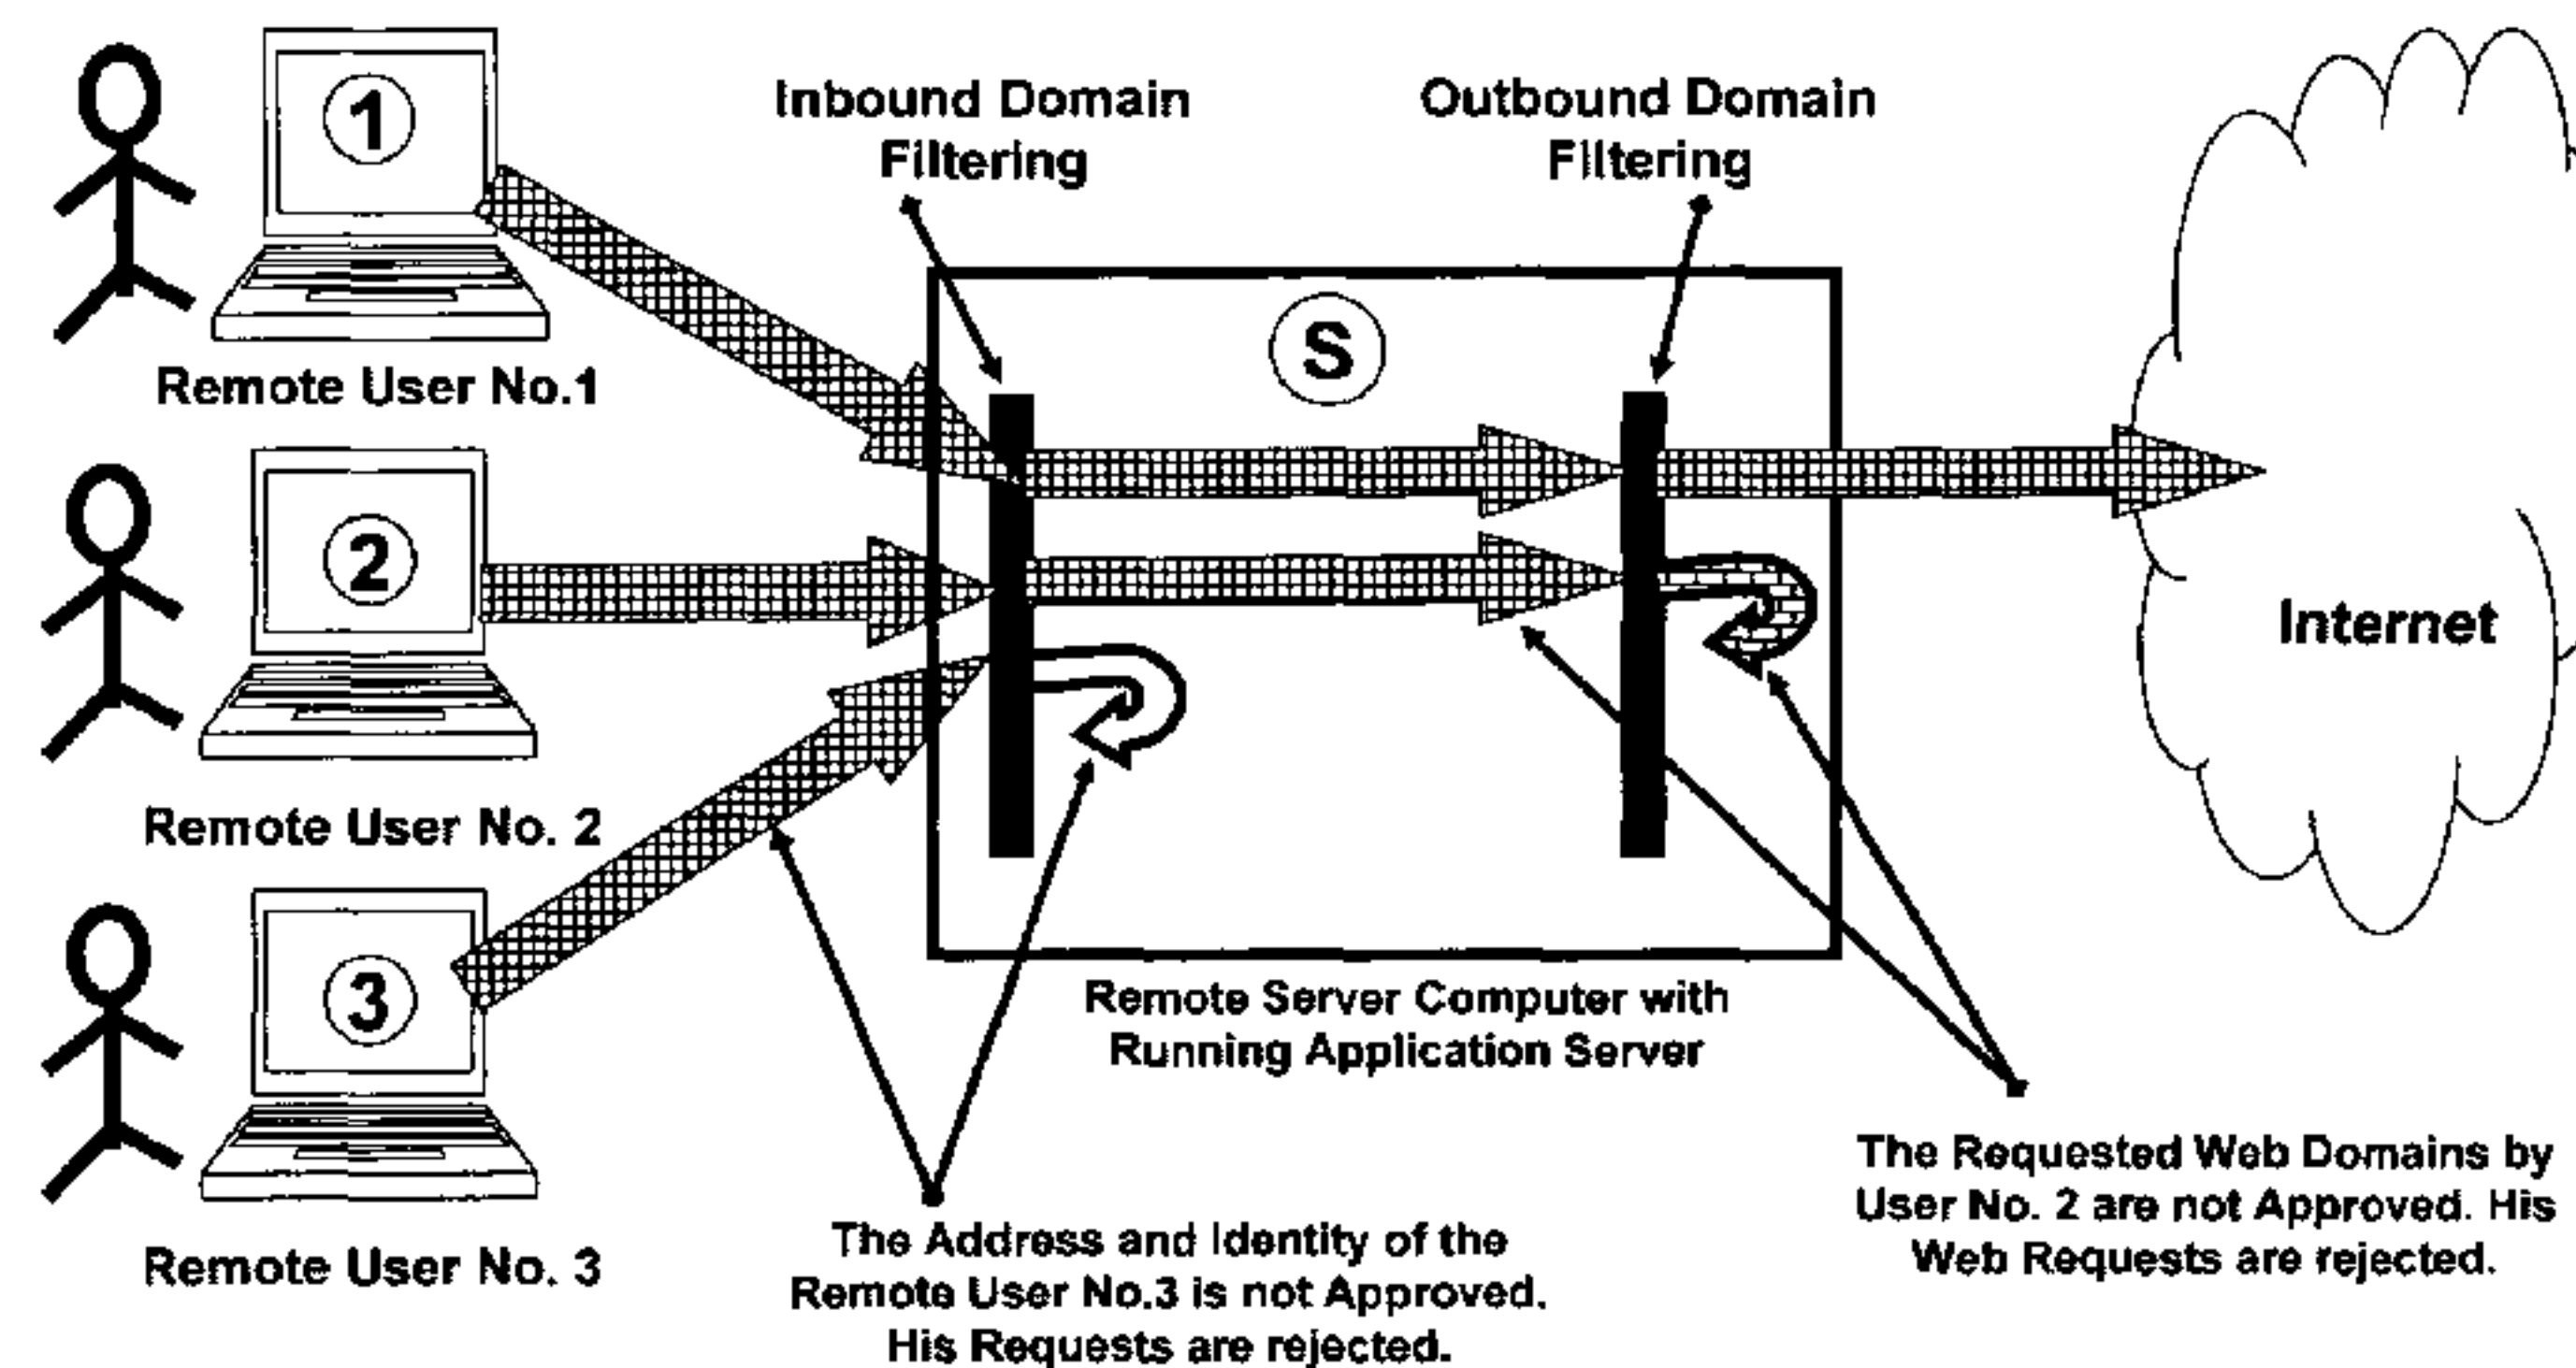 1
Remote User No.1
2
Remote User No. 2
3
Remote User No. 3
Inbound Domain
Filtering
Outbound Domain
Filtering
S
Remote Server Computer with
Running Application Server
Internet
The Address and Identity of the
Remote User No.3 is not Approved.
His Requests are rejected.
The Requested Web Domains by
User No. 2 are not Approved. His
Web Requests are rejected.